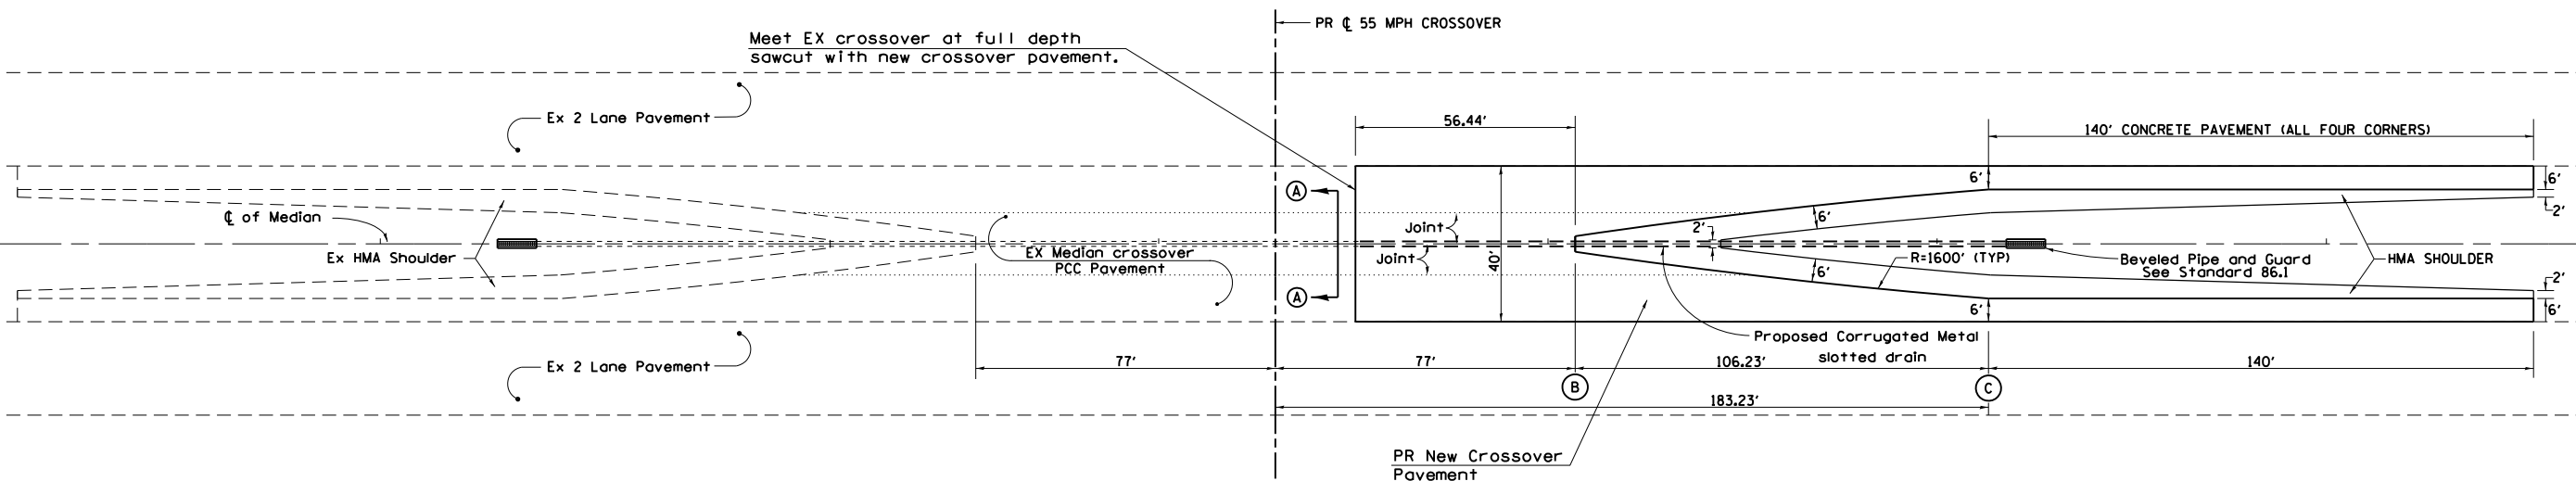 PR ℄ 55 MPH CROSSOVER
Meet EX crossover at full depth
sawcut with new crossover pavement.
Ex 2 Lane Pavement
56.44'
140' CONCRETE PAVEMENT (ALL FOUR CORNERS)
6'
6'
A
2'
℄ of Median
6'
Joint
2'
40'
Ex HMA Shoulder
EX Median crossover
PCC Pavement
Joint
R=1600' (TYP)
Beveled Pipe and Guard
See Standard 86.1
HMA SHOULDER
6'
2'
A
6'
6'
Proposed Corrugated Metal
slotted drain
Ex 2 Lane Pavement
77'
77'
106.23'
140'
B
C
183.23'
PR New Crossover
Pavement